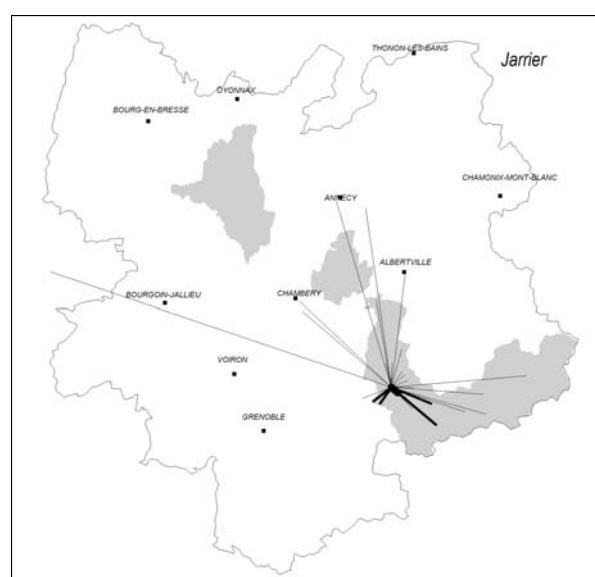 THONON-LES-BAINS
Jarrier
OYONNAX
BOURG-EN-BRESSE
CHAMONIX-MONT-BLANC
ANNECY
ALBERTVILLE
BOURGOIN-JALLIEU
CHAMBERY
VOIRON
GRENOBLE